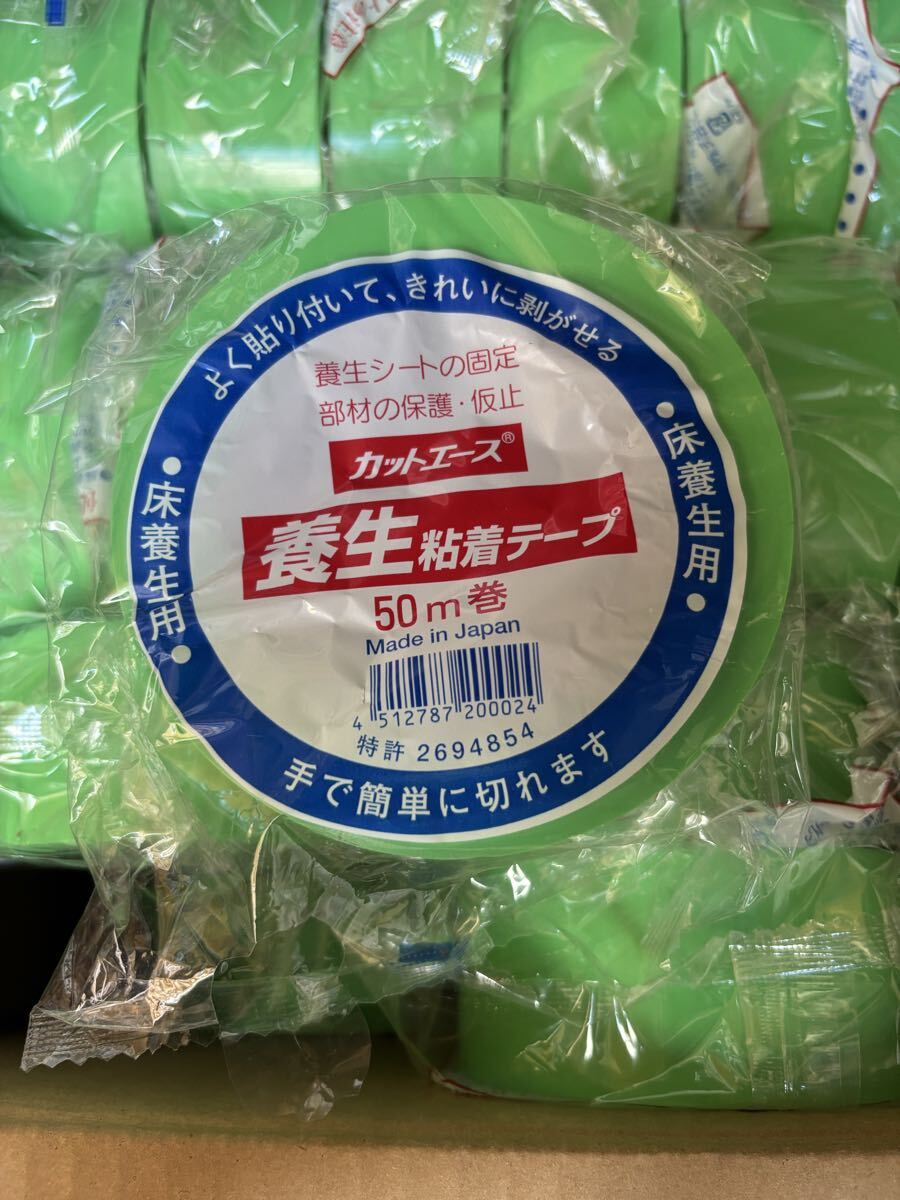 よく貼り付いて、きれいに剥がせる
養生シートの固定
部材の保護・仮止
カットエース®
養生粘着テープ
50m巻
Made in Japan
4 512787 200024
特許 2694854
手で簡単に切れます
・床養生用・
・床養生用・